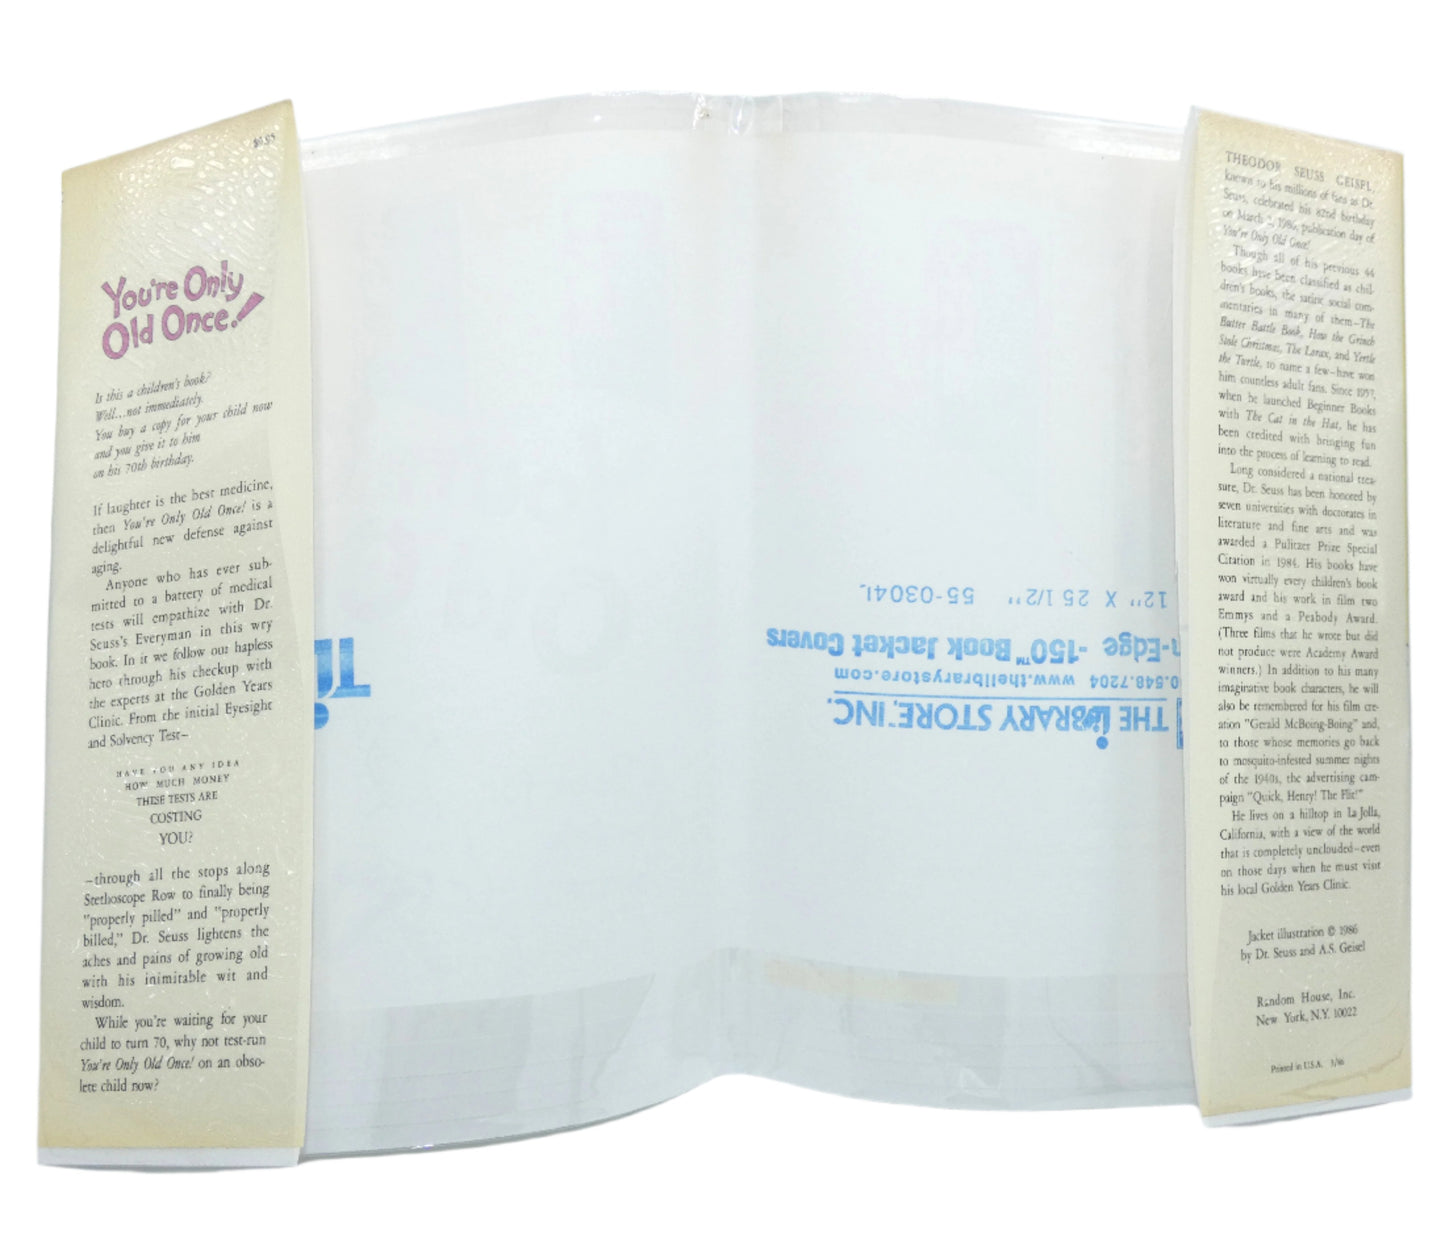 $9.95
You're Only
Old Once!
Is this a children's book?
Well...not immediately.
You buy a copy for your child now
and you give it to him
on his 70th birthday.
If laughter is the best medicine,
then You're Only Old Once! is a
delightful new defense against
aging.
Anyone who has ever sub-
mitted to a battery of medical
tests will empathize with Dr.
Seuss's Everyman in this wry
book. In it we follow our hapless
hero through his checkup with
the experts at the Golden Years
Clinic. From the initial Eyesight
and Solvency Test–
HAVE YOU ANY IDEA
HOW MUCH MONEY
THESE TESTS ARE
COSTING
YOU?
–through all the stops along
Stethoscope Row to finally being
"properly pilled" and "properly
billed," Dr. Seuss lightens the
aches and pains of growing old
with his inimitable wit and
wisdom.
While you're waiting for your
child to turn 70, why not test-run
You're Only Old Once! on an obso-
lete child now?
THE LIBRARY STORE, INC.
0.548.7204 www.thelibrarystore.com
n-Edge -150™ Book Jacket Covers
12" X 25 1/2" 55-0304L
THEODOR SEUSS GEISEL,
known to his millions of fans as Dr.
Seuss, celebrated his 82nd birthday
on March 2, 1986, publication day of
You're Only Old Once!
Though all of his previous 44
books have been classified as chil-
dren's books, the satiric social com-
mentaries in many of them–The
Butter Battle Book, How the Grinch
Stole Christmas, The Lorax, and Yertle
the Turtle, to name a few–have won
him countless adult fans. Since 1957,
when he launched Beginner Books
with The Cat in the Hat, he has
been credited with bringing fun
into the process of learning to read.
Long considered a national trea-
sure, Dr. Seuss has been honored by
seven universities with doctorates in
literature and fine arts and was
awarded a Pulitzer Prize Special
Citation in 1984. His books have
won virtually every children's book
award and his work in film two
Emmys and a Peabody Award.
(Three films that he wrote but did
not produce were Academy Award
winners.) In addition to his many
imaginative book characters, he will
also be remembered for his film cre-
ation "Gerald McBoing-Boing" and,
to those whose memories go back
to mosquito-infested summer nights
of the 1940s, the advertising cam-
paign "Quick, Henry! The Flit!"
He lives on a hilltop in La Jolla,
California, with a view of the world
that is completely unclouded–even
on those days when he must visit
his local Golden Years Clinic.
Jacket illustration © 1986
by Dr. Seuss and A.S. Geisel
Random House, Inc.
New York, N.Y. 10022
Printed in U.S.A. 3/86